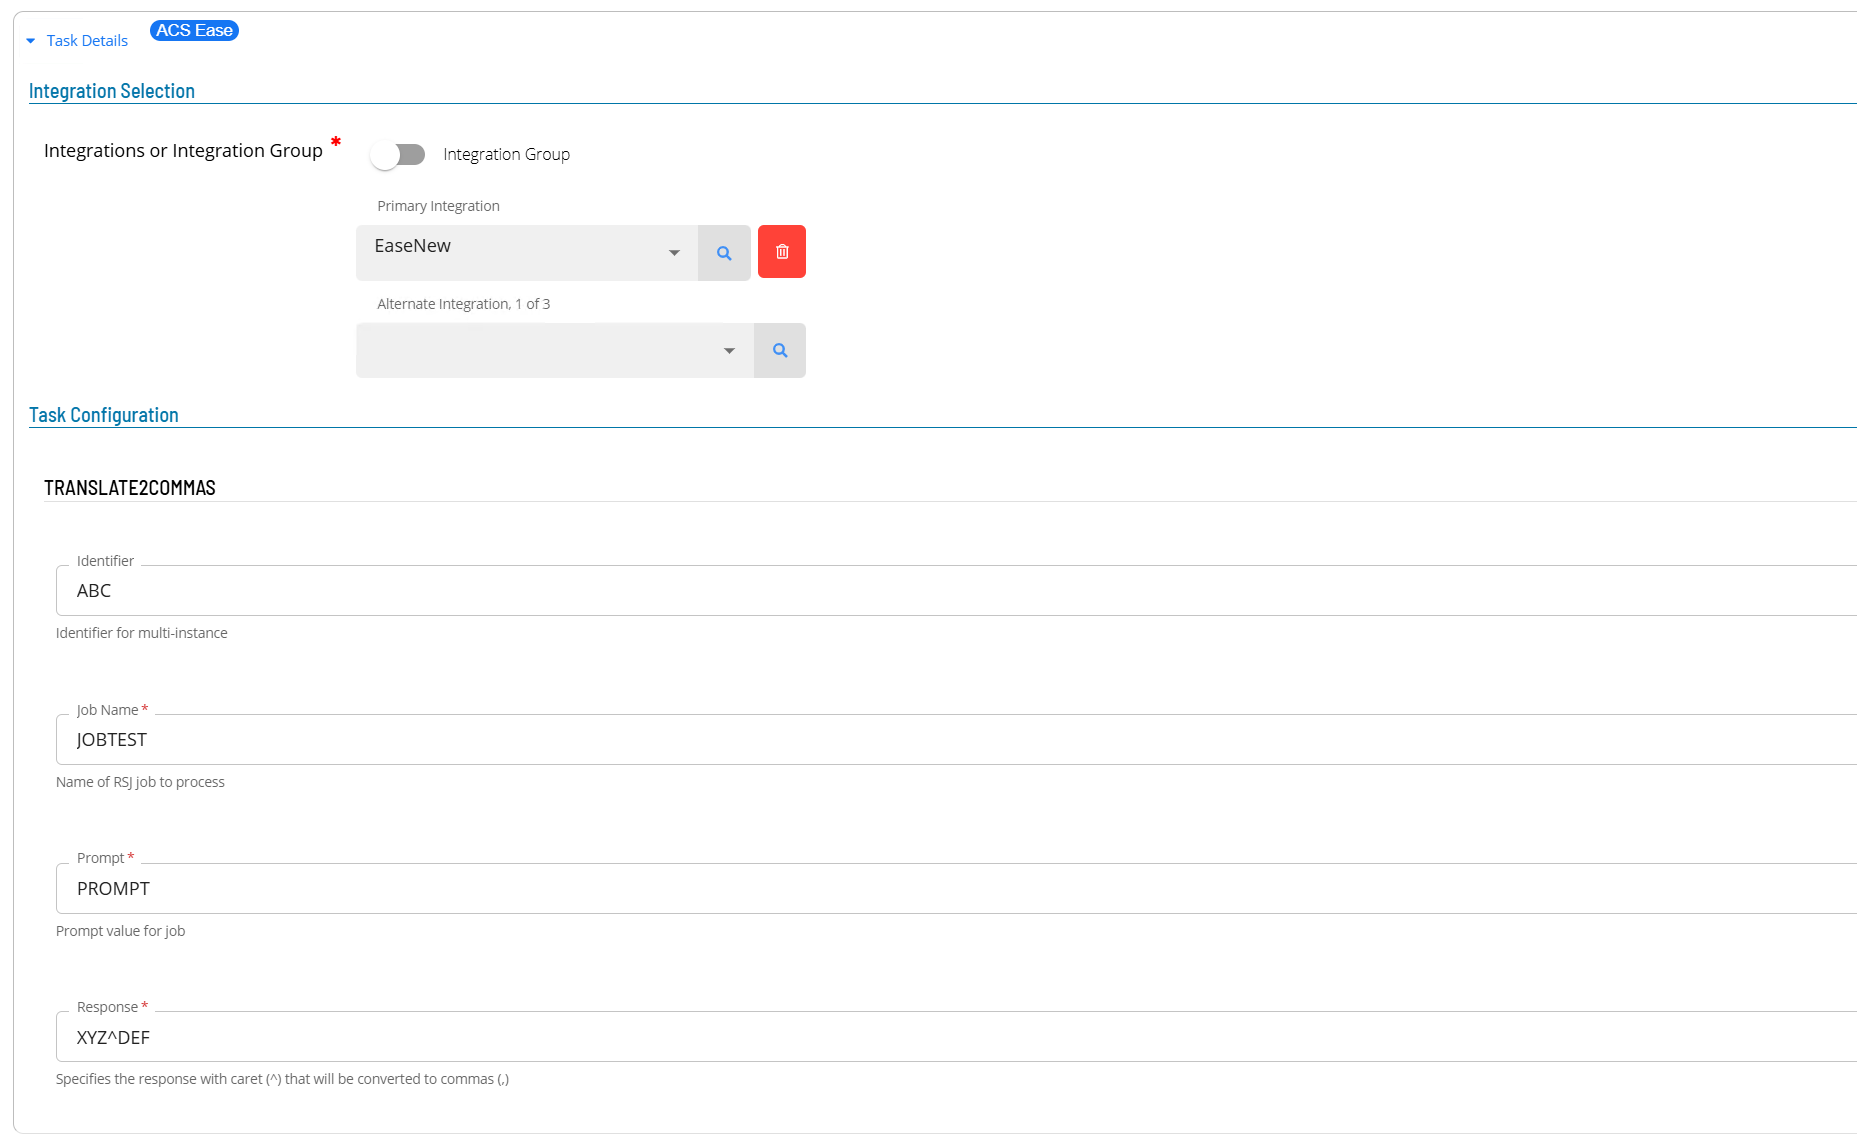 Task Details
ACS Ease
Integration Selection
Integrations or Integration Group *
Integration Group
Primary Integration
EaseNew
Alternate Integration, 1 of 3
Task Configuration
TRANSLATE2COMMAS
Identifier
ABC
Identifier for multi-instance
Job Name *
JOBTEST
Name of RSJ job to process
Prompt *
PROMPT
Prompt value for job
Response *
XYZ^DEF
Specifies the response with caret (^) that will be converted to commas (,)